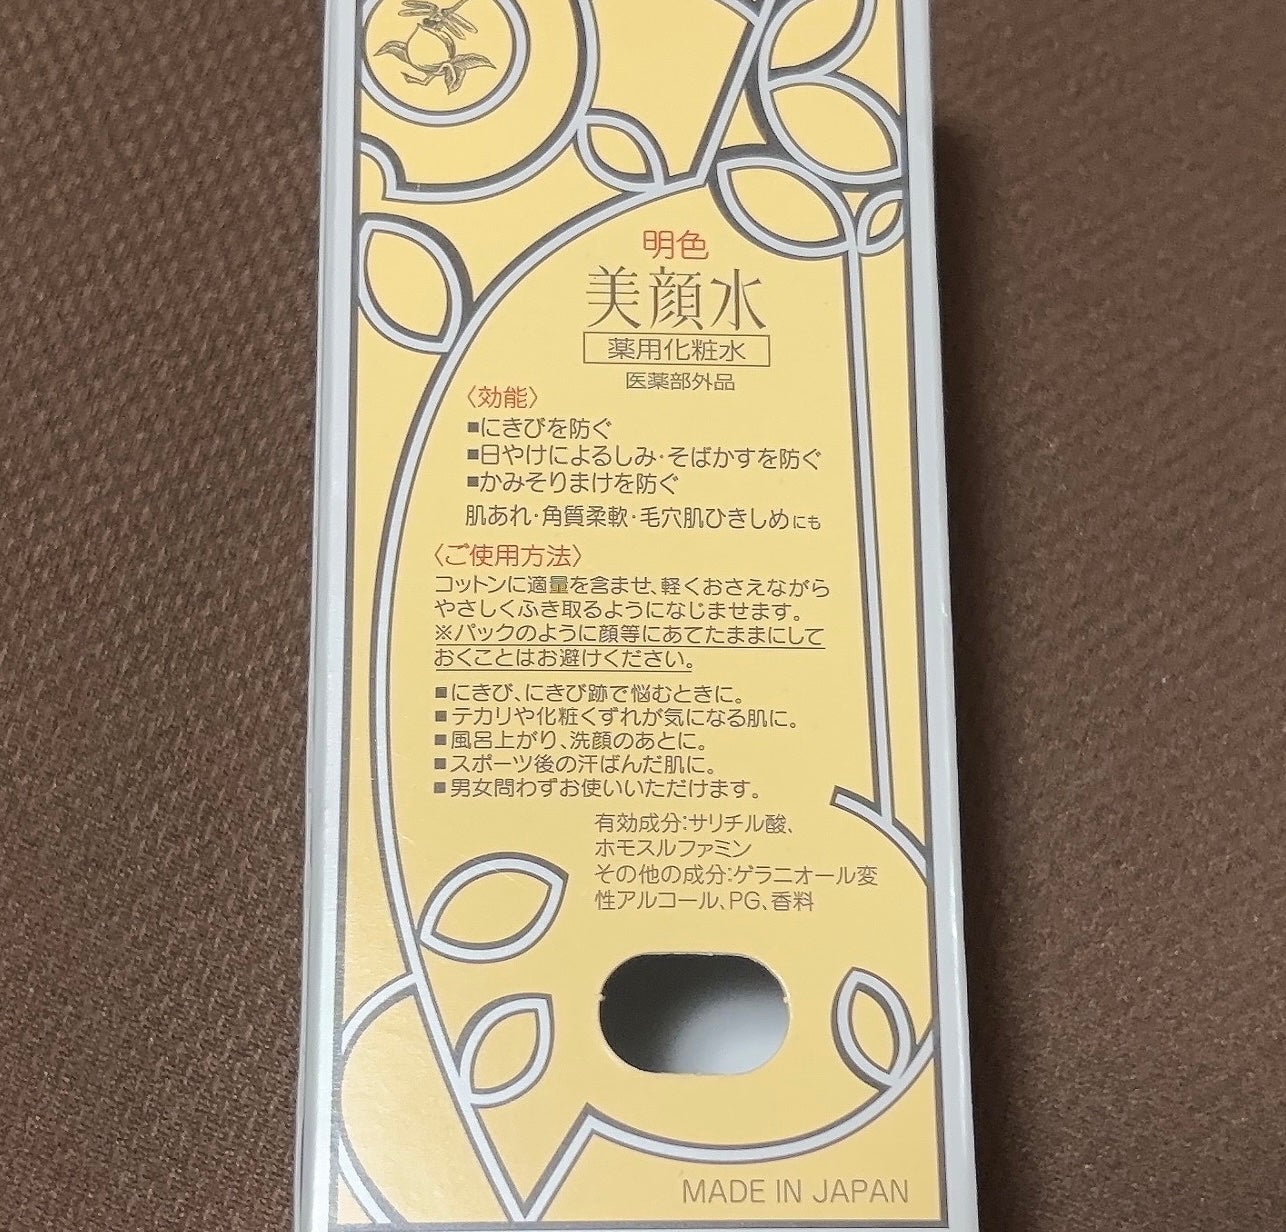 明色
美顔水
薬用化粧水
医薬部外品
〈効能〉
■にきびを防ぐ
■日やけによるしみ･そばかすを防ぐ
■かみそりまけを防ぐ
肌あれ･角質柔軟･毛穴肌ひきしめにも
〈ご使用方法〉
コットンに適量を含ませ、軽くおさえながら
やさしくふき取るようになじませます。
※パックのように顔等にあてたままにして
おくことはお避けください。
■にきび、にきび跡で悩むときに。
■テカリや化粧くずれが気になる肌に。
■風呂上がり、洗顔のあとに。
■スポーツ後の汗ばんだ肌に。
■男女問わずお使いいただけます。
有効成分:サリチル酸、
ホモスルファミン
その他の成分:ゲラニオール変
性アルコール、PG、香料
MADE IN JAPAN